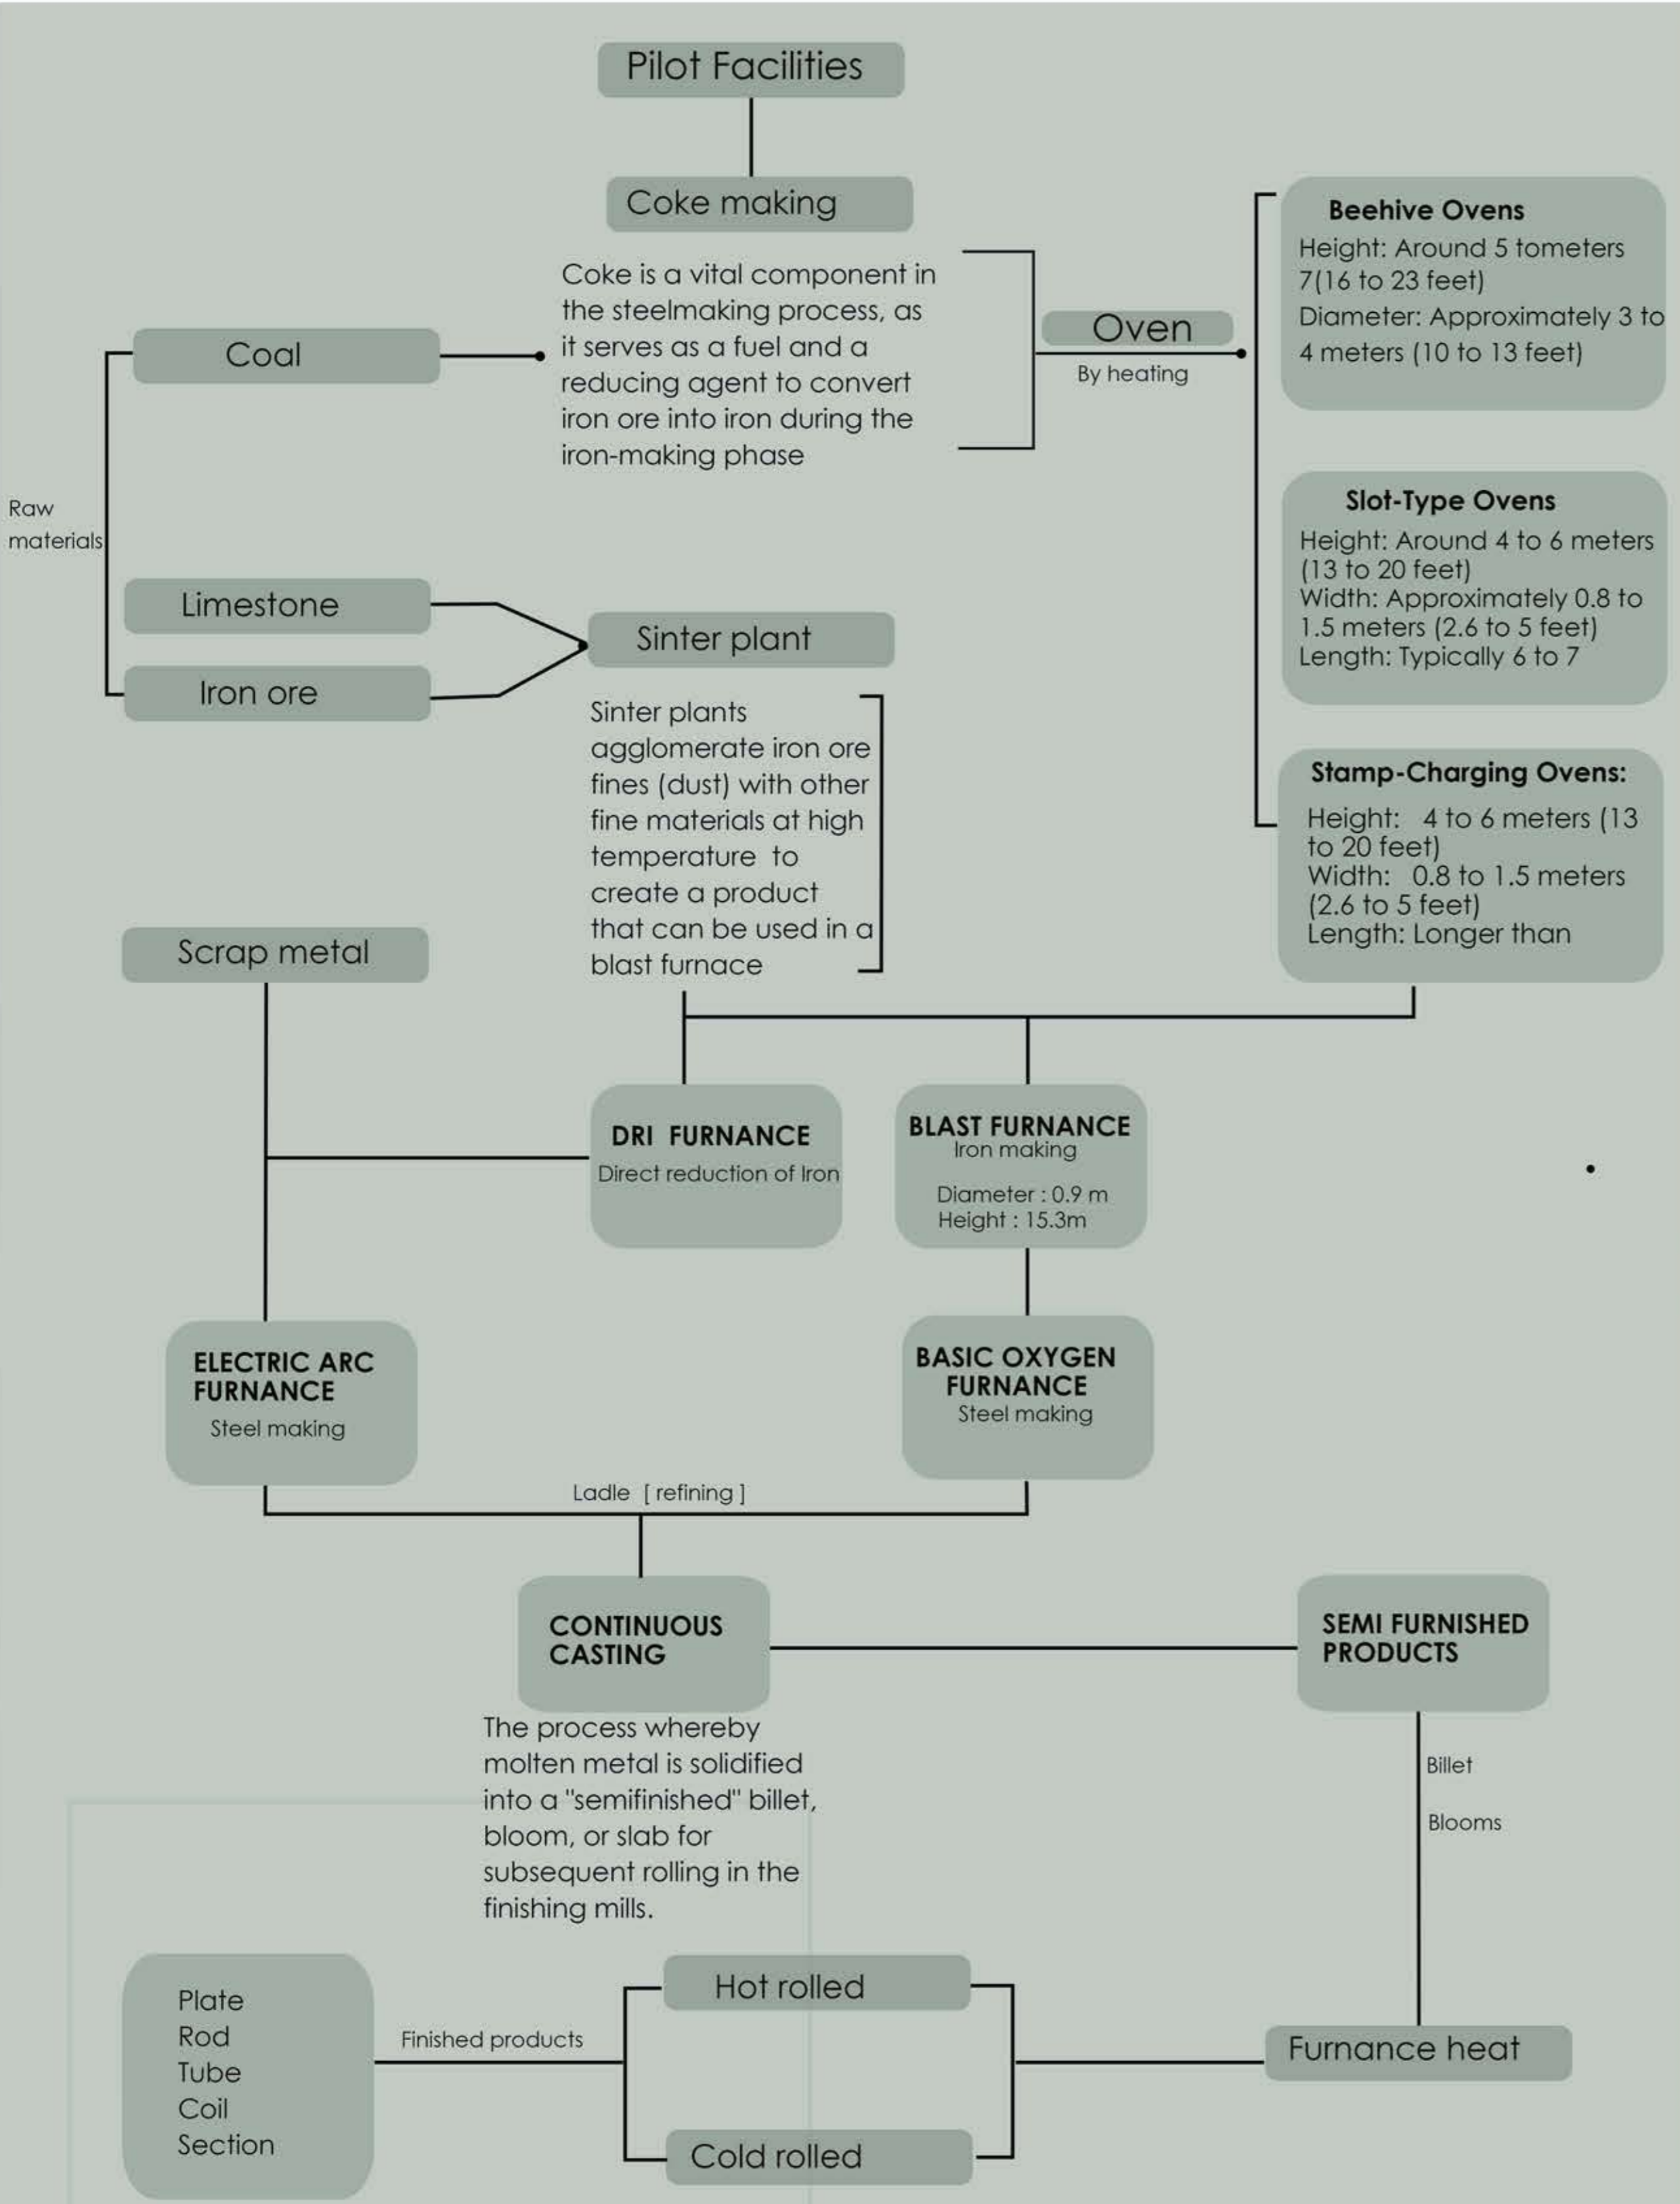 Pilot Facilities
Coke making
Coke is a vital component in
the steelmaking process, as
it serves as a fuel and a
reducing agent to convert
iron ore into iron during the
iron-making phase
Coal
Oven
By heating
Beehive Ovens
Height: Around 5 tometers
7(16 to 23 feet)
Diameter: Approximately 3 to
4 meters (10 to 13 feet)
Slot-Type Ovens
Height: Around 4 to 6 meters
(13 to 20 feet)
Width: Approximately 0.8 to
1.5 meters (2.6 to 5 feet)
Length: Typically 6 to 7
Stamp-Charging Ovens:
Height: 4 to 6 meters (13
to 20 feet)
Width: 0.8 to 1.5 meters
(2.6 to 5 feet)
Length: Longer than
Raw
materials
Limestone
Iron ore
Sinter plant
Sinter plants
agglomerate iron ore
fines (dust) with other
fine materials at high
temperature to
create a product
that can be used in a
blast furnace
Scrap metal
DRI FURNANCE
Direct reduction of Iron
BLAST FURNANCE
Iron making
Diameter : 0.9 m
Height : 15.3m
ELECTRIC ARC
FURNANCE
Steel making
BASIC OXYGEN
FURNANCE
Steel making
Ladle [ refining ]
CONTINUOUS
CASTING
The process whereby
molten metal is solidified
into a "semifinished" billet,
bloom, or slab for
subsequent rolling in the
finishing mills.
SEMI FURNISHED
PRODUCTS
Billet
Blooms
Furnance heat
Hot rolled
Cold rolled
Finished products
Plate
Rod
Tube
Coil
Section